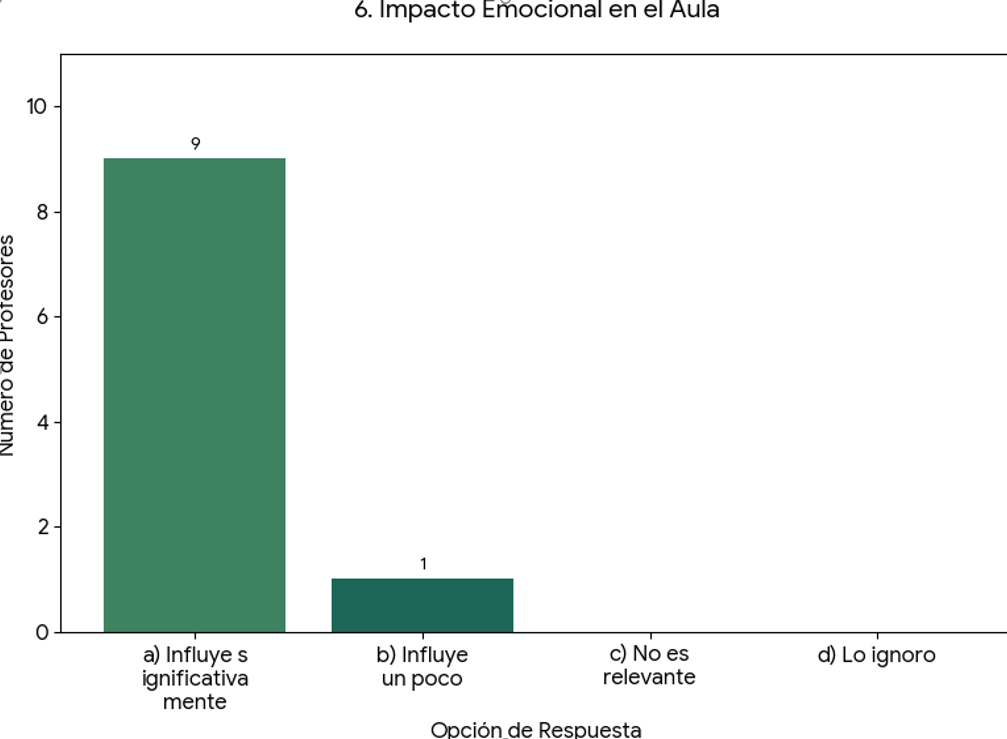 6. Impacto Emocional en el Aula
10
8
6
4
2
0
Número de Profesores
9
1
a) Influye s
ignificativa
mente
b) Influye
un poco
c) No es
relevante
d) Lo ignoro
Opción de Respuesta